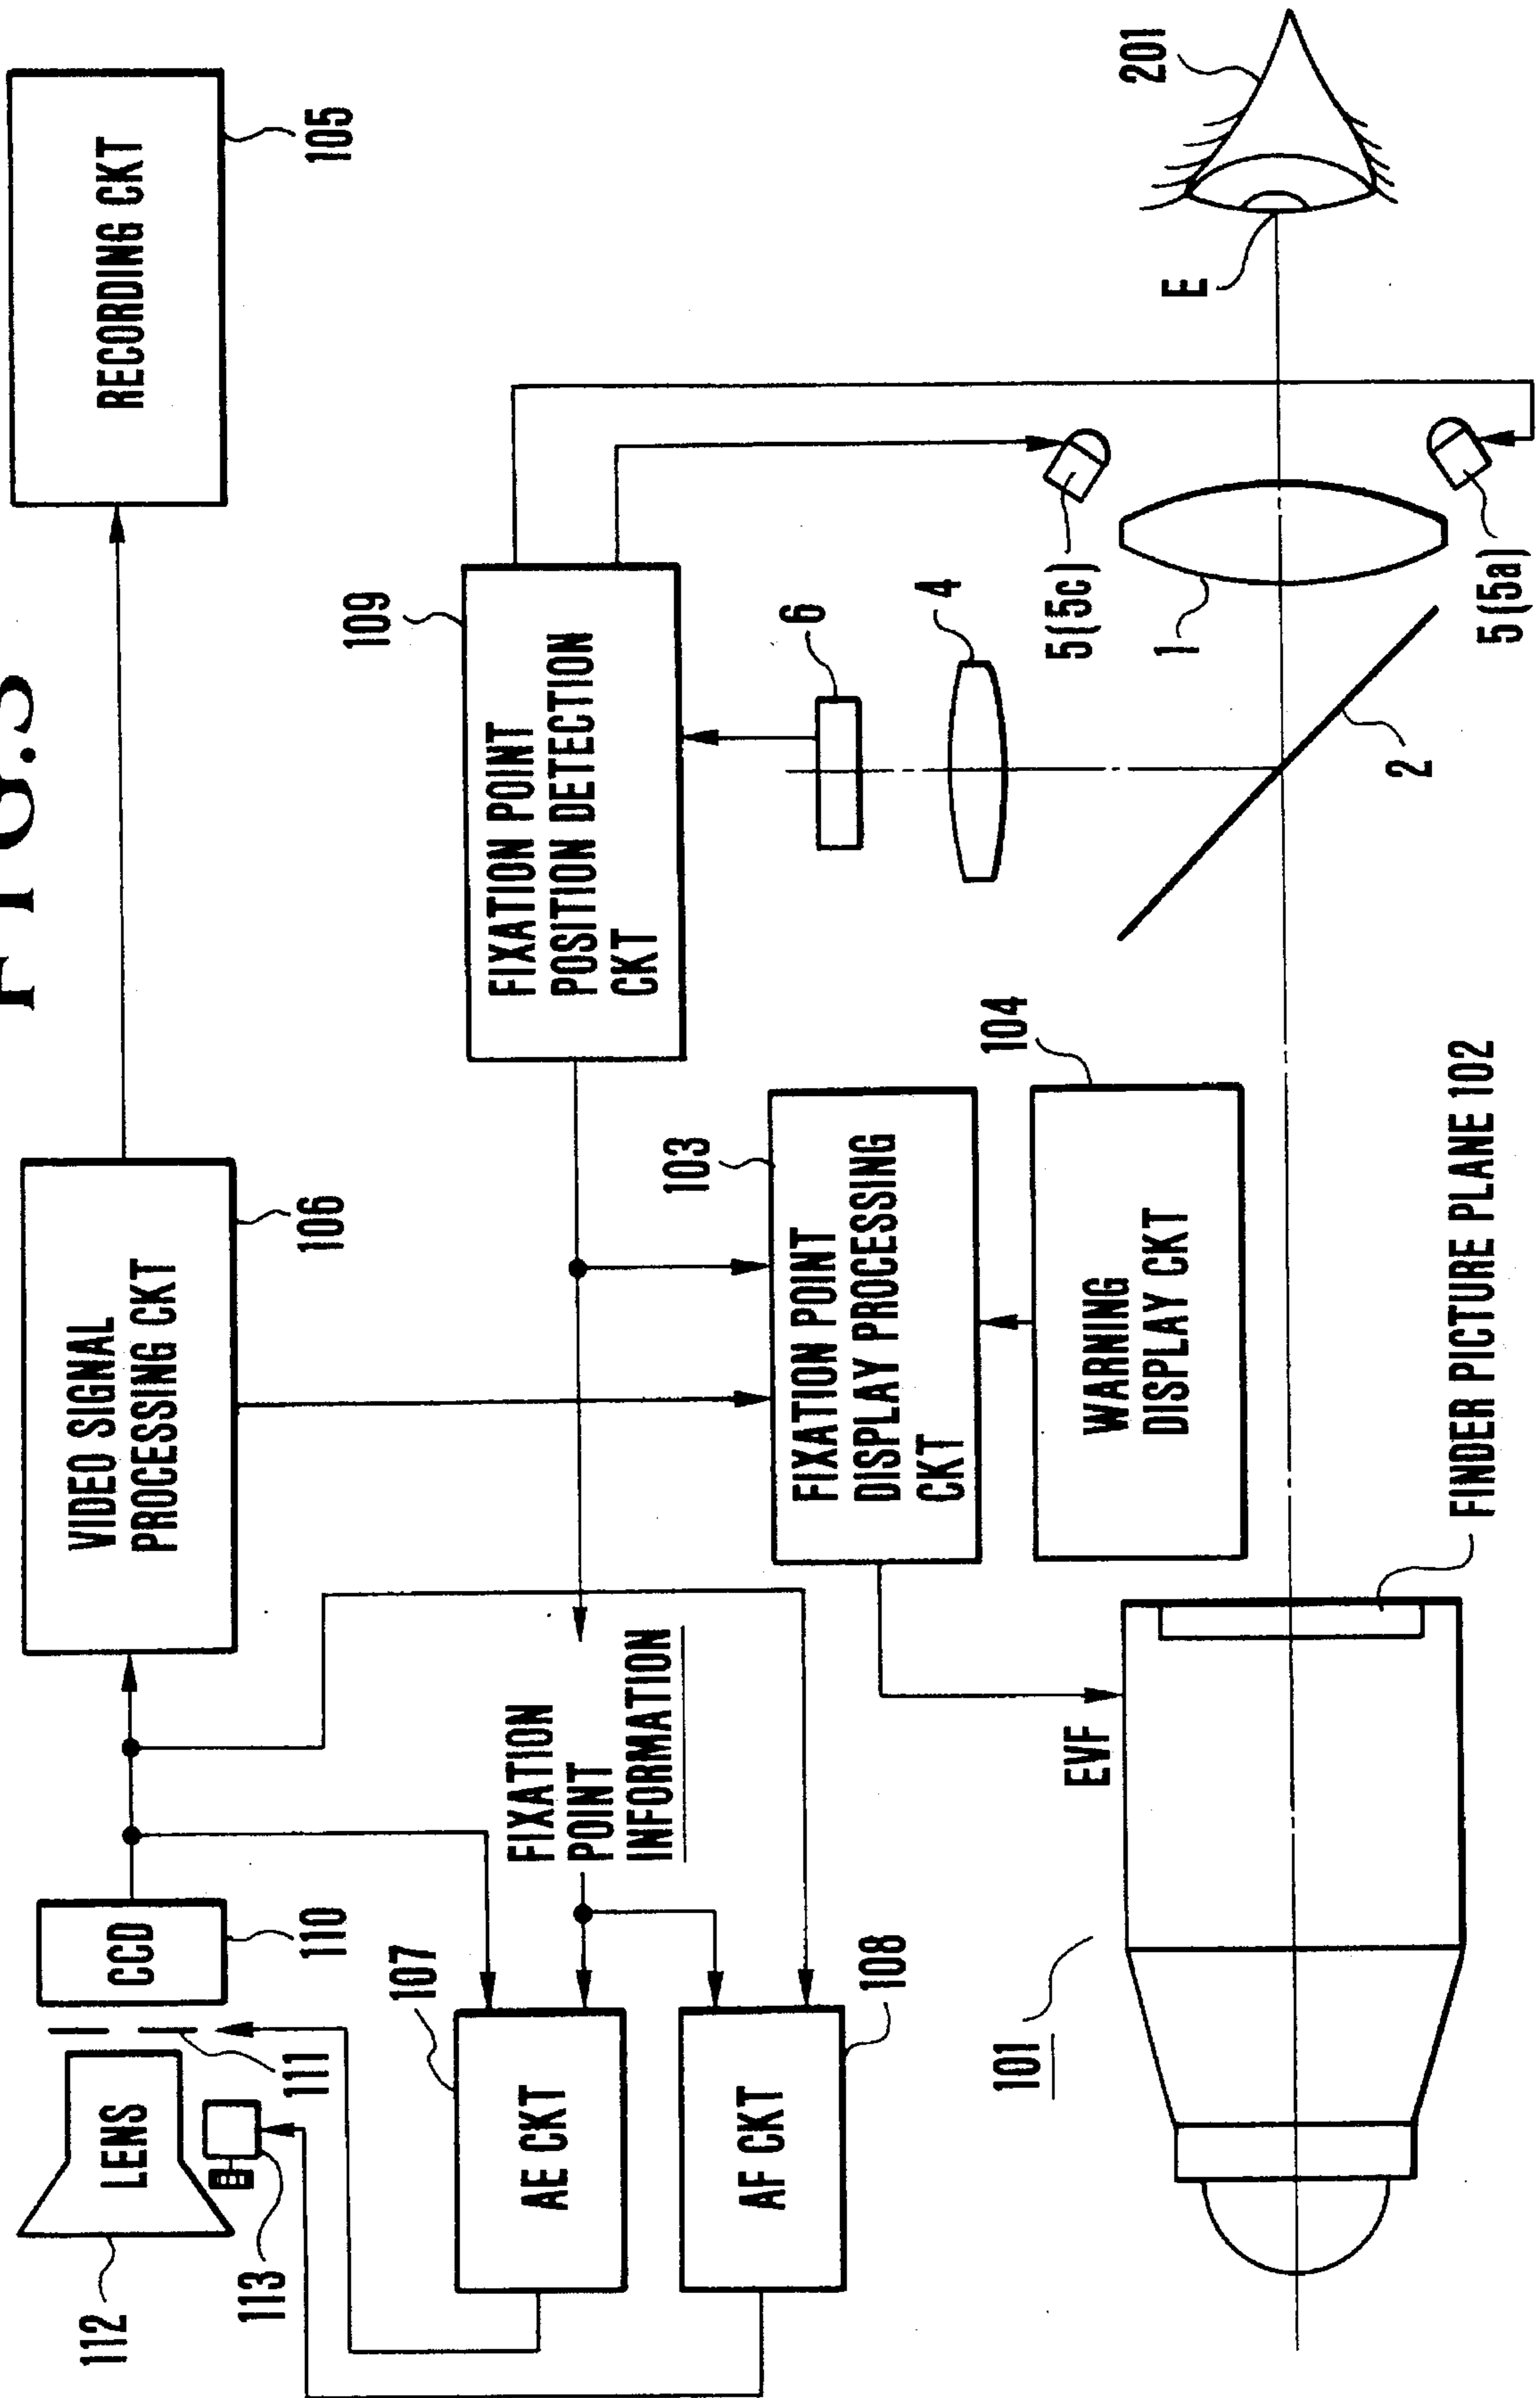 FIG.3
112
LENS
113
111
CCD
110
VIDEO SIGNAL
PROCESSING CKT
106
RECORDING CKT
105
107
AE CKT
AF CKT
108
FIXATION
POINT
INFORMATION
109
FIXATION POINT
POSITION DETECTION
CKT
103
FIXATION POINT
DISPLAY PROCESSING
CKT
104
WARNING
DISPLAY CKT
6
4
5(5c)
1
5(5a)
2
E
201
101
EVF
FINDER PICTURE PLANE 102